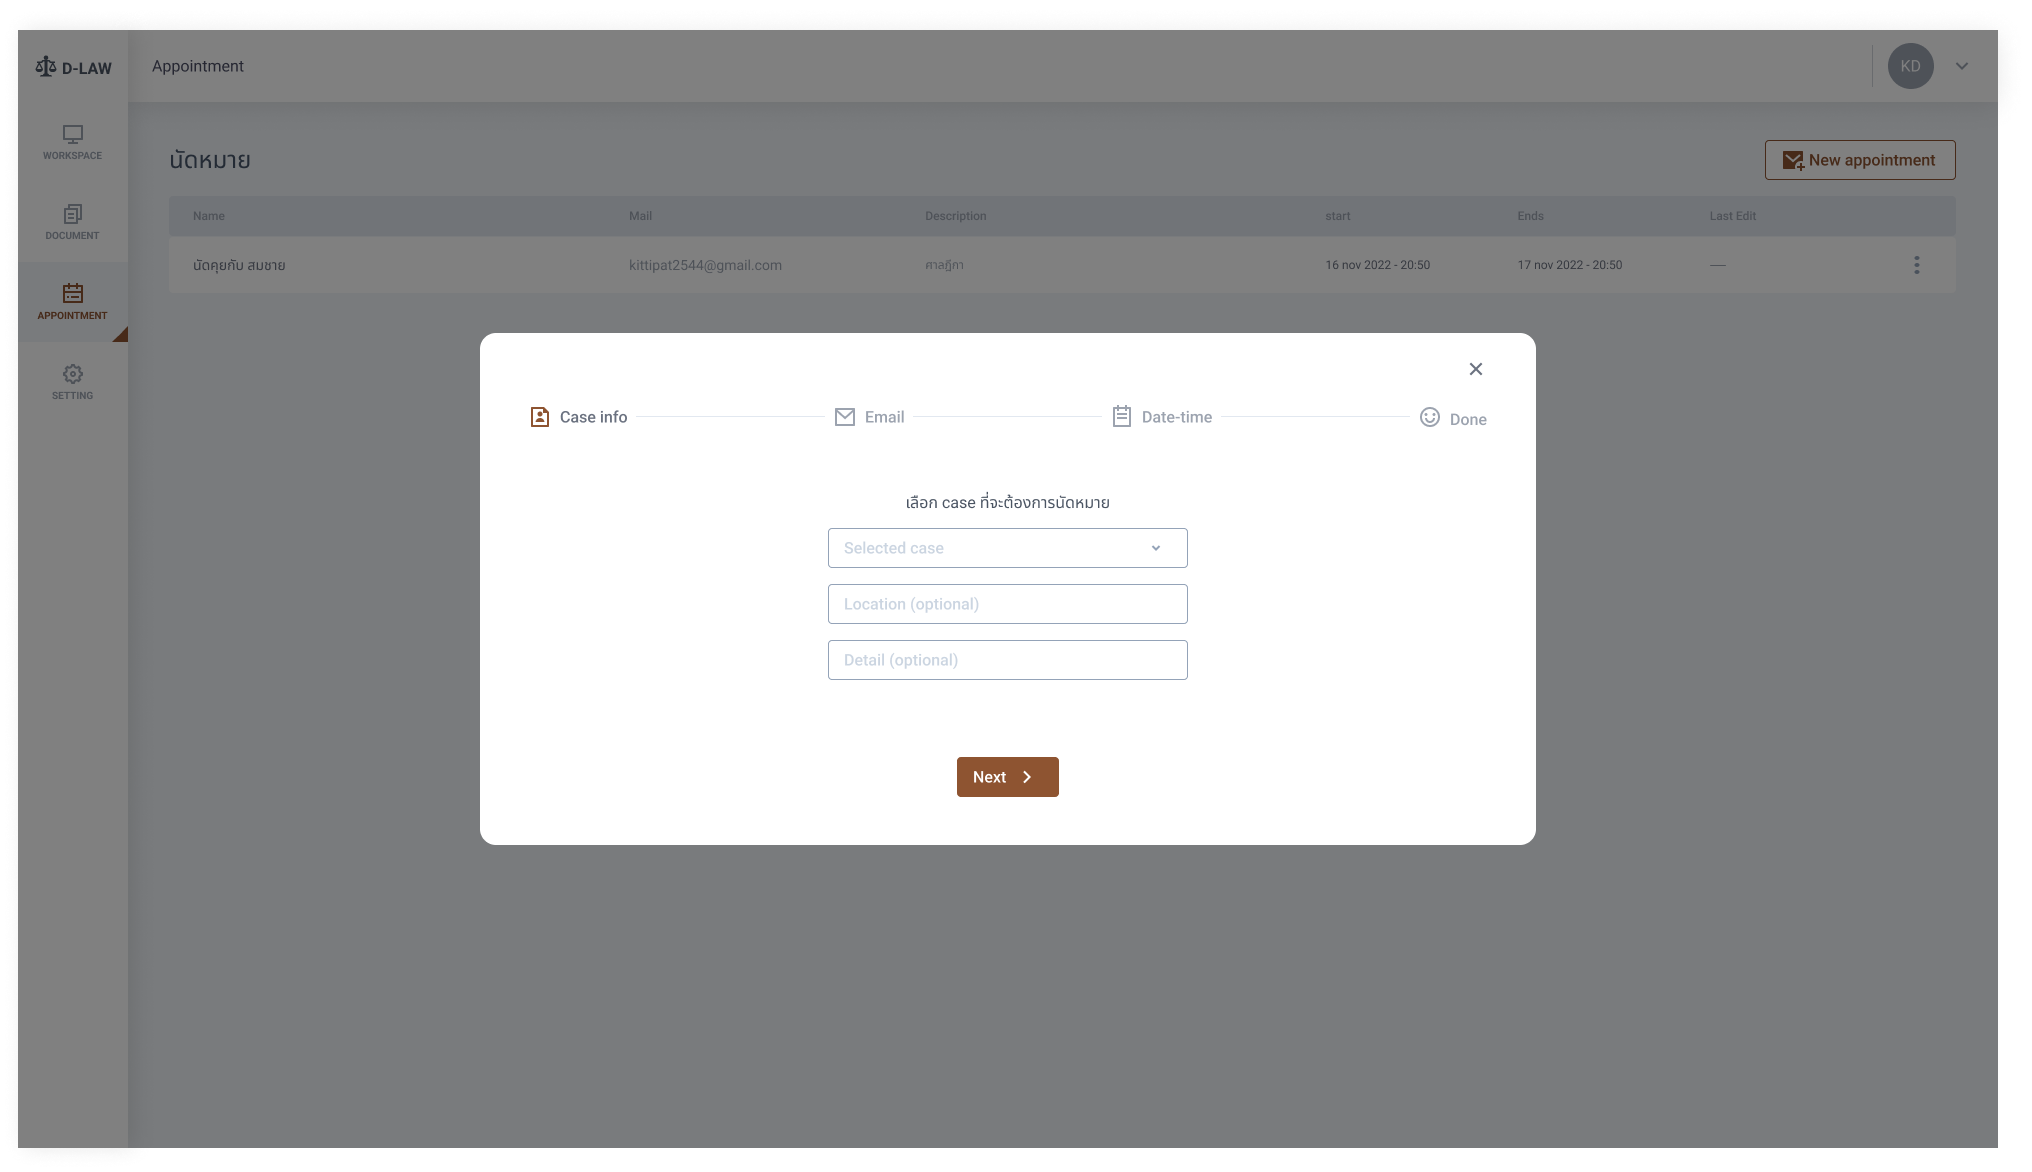 D-LAW
Appointment
KD
WORKSPACE
DOCUMENT
APPOINTMENT
SETTING
นัดหมาย
New appointment
Name Mail Description start Ends Last Edit
นัดคุยกับ สมชาย kittipat2544@gmail.com ศาลฎีกา 16 nov 2022 - 20:50 17 nov 2022 - 20:50 —
Case info Email Date-time Done
เลือก case ที่จะต้องการนัดหมาย
Selected case
Location (optional)
Detail (optional)
Next